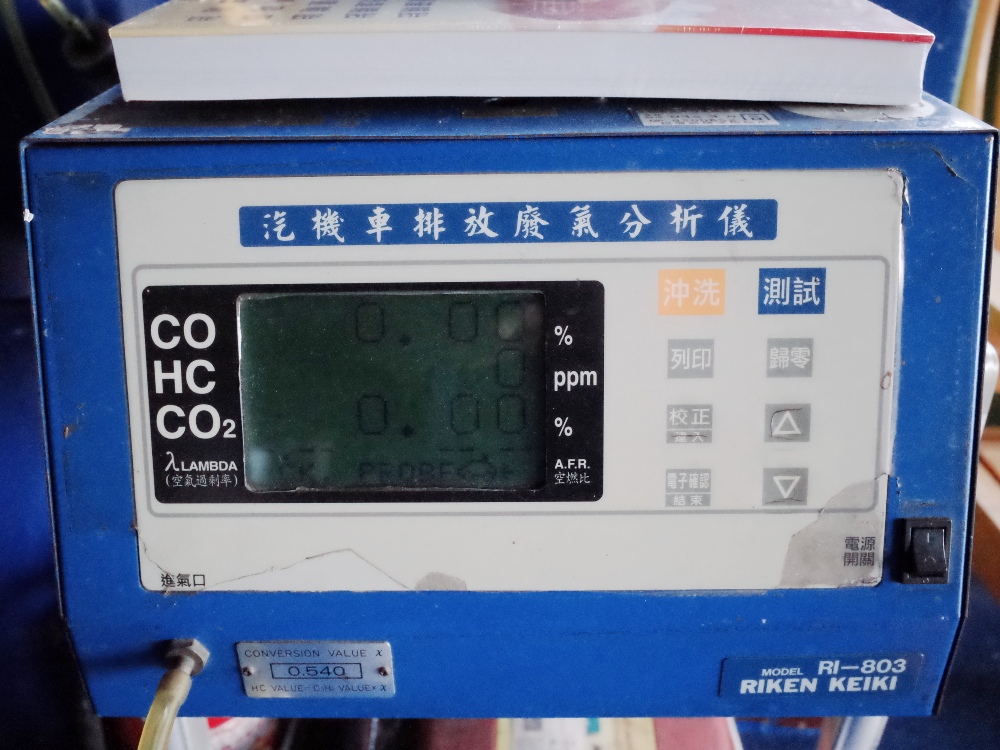 汽機車排放廢氣分析儀
CO 0.00 %
HC 0 ppm
CO2 0.00 %
λ LAMBDA
(空氣過剩率)
PROBE
A.F.R.
空燃比
沖洗 測試
列印 歸零
校正
電子確認
結束
電源
開關
進氣口
CONVERSION VALUE x
0.540
MODEL RI-803
RIKEN KEIKI